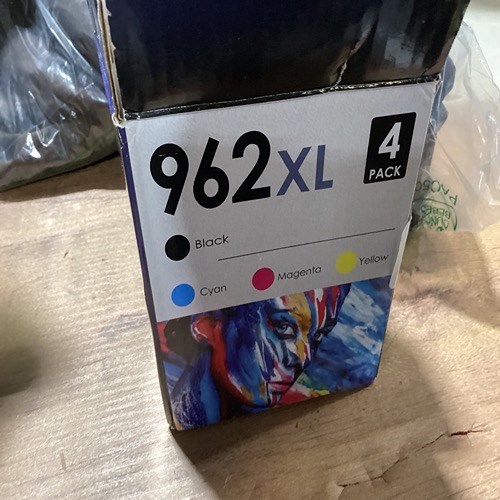 962XL
4
PACK
Black
Cyan
Magenta
Yellow